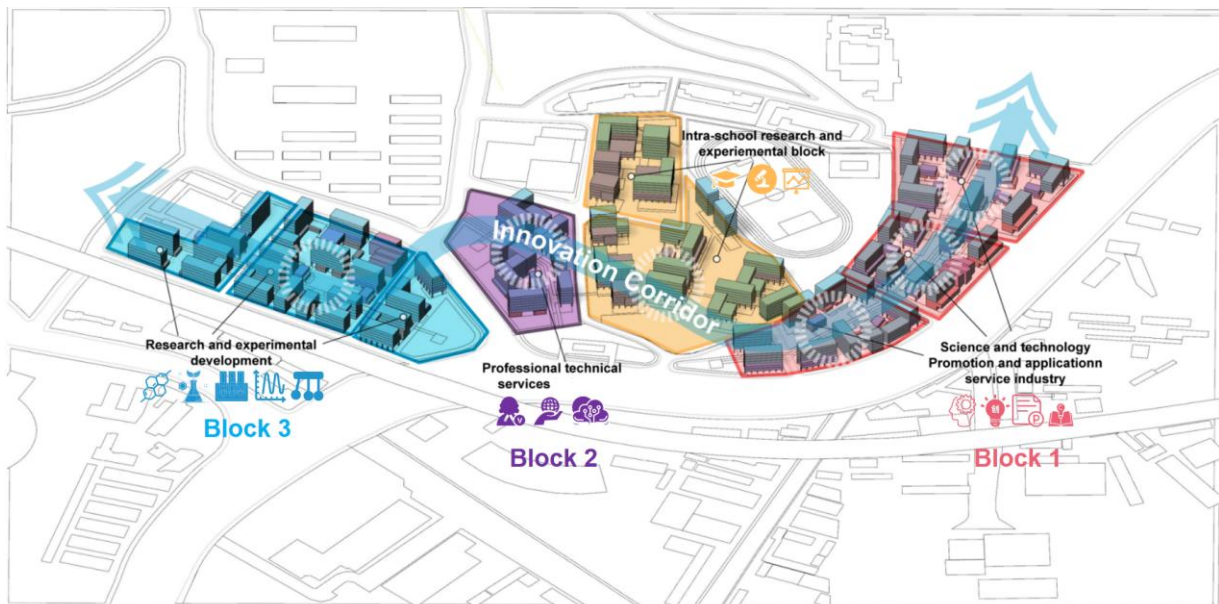 Intra-school research and
experiemental block
Innovation Corridor
Research and experimental
development
Block 3
Professional technical
services
Block 2
Science and technology
Promotion and applicationn
service industry
Block 1